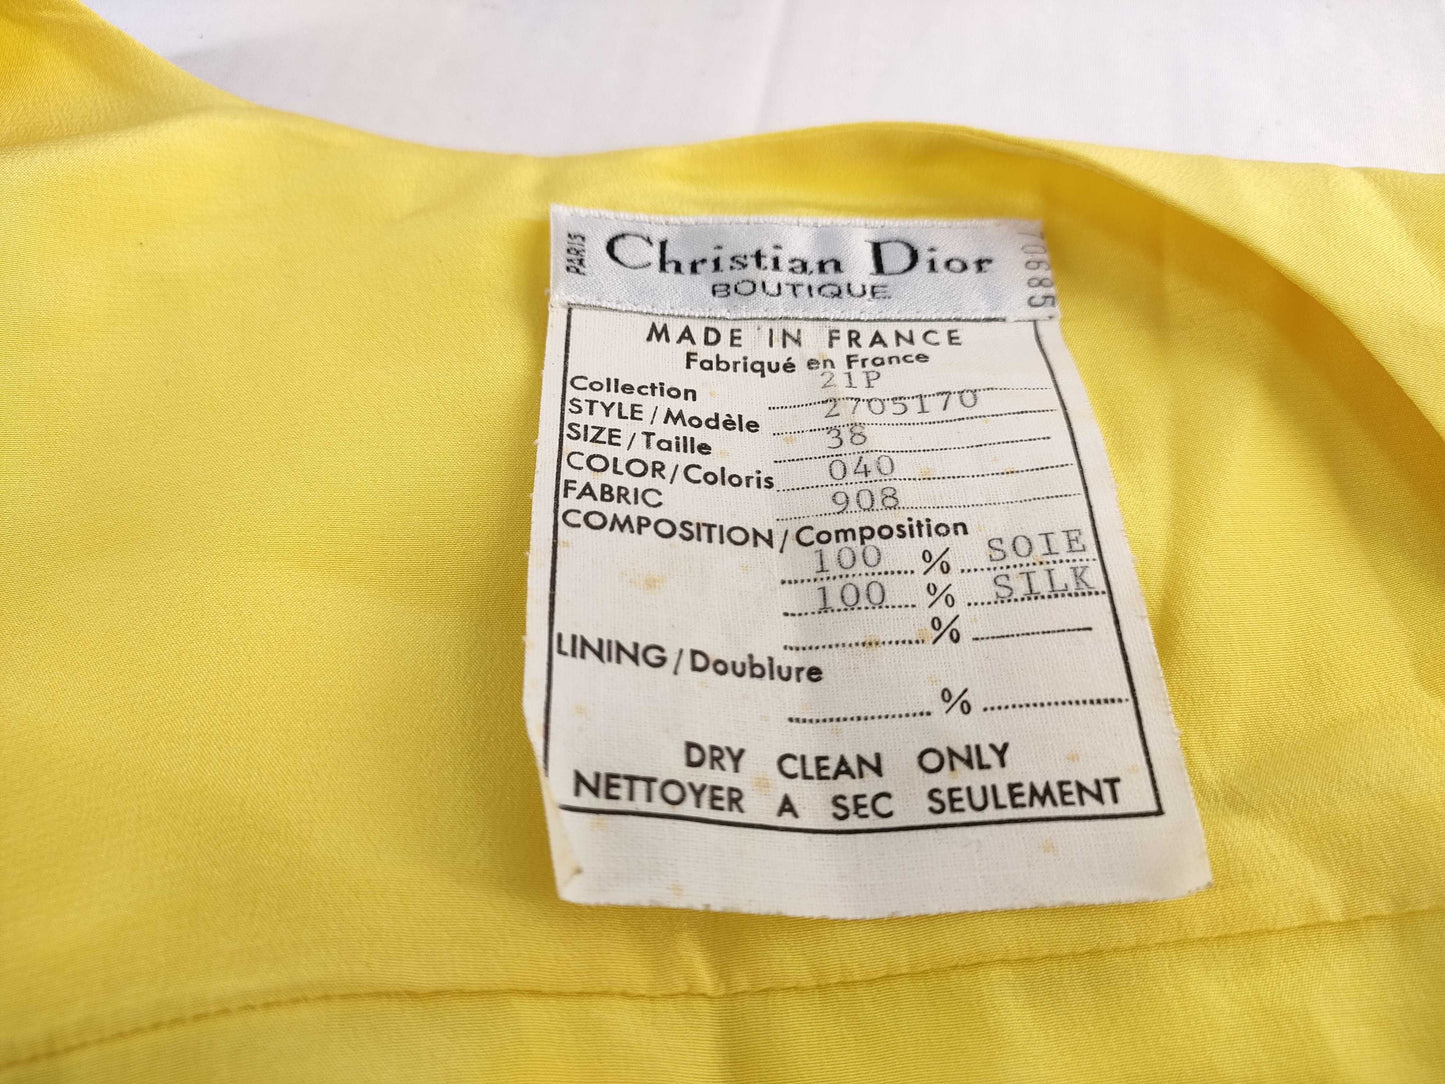 PARIS
Christian Dior
BOUTIQUE
70685
MADE IN FRANCE
Fabriqué en France
Collection 21P
STYLE/Modèle 2705170
SIZE/Taille 38
COLOR/Coloris 040
FABRIC 908
COMPOSITION/Composition
100 % SOIE
100 % SILK
%
LINING/Doublure
%
DRY CLEAN ONLY
NETTOYER A SEC SEULEMENT